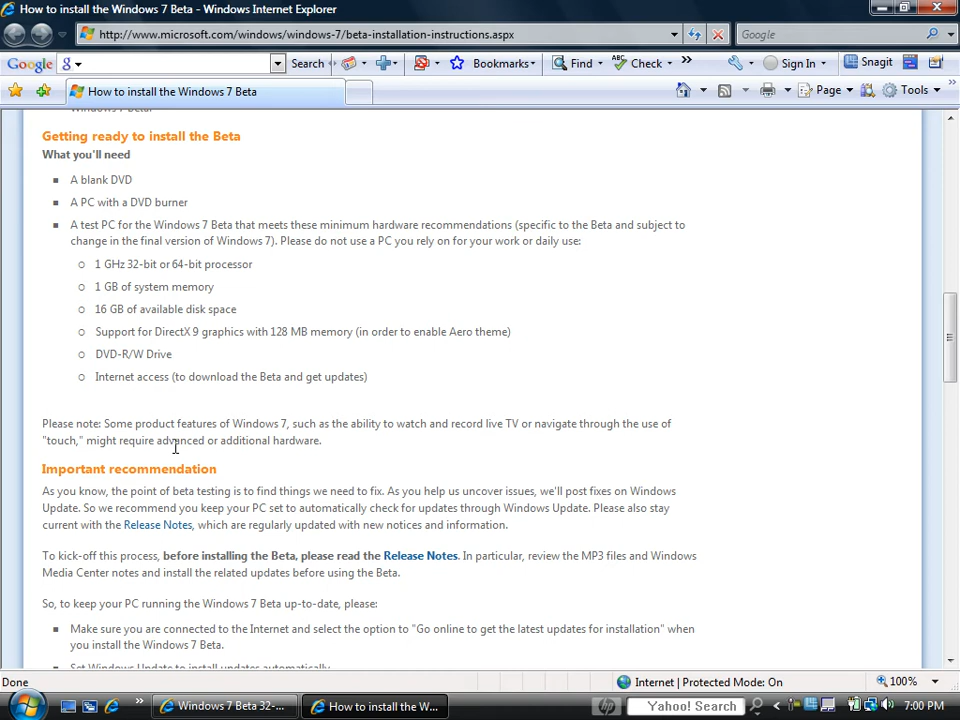 How to install the Windows 7 Beta - Windows Internet Explorer
http://www.microsoft.com/windows/windows-7/beta-installation-instructions.aspx
Google
Google
Search
Bookmarks
Find
Check
Sign In
Snagit
How to install the Windows 7 Beta
Page
Tools
Getting ready to install the Beta
What you'll need
A blank DVD
A PC with a DVD burner
A test PC for the Windows 7 Beta that meets these minimum hardware recommendations (specific to the Beta and subject to
change in the final version of Windows 7). Please do not use a PC you rely on for your work or daily use:
1 GHz 32-bit or 64-bit processor
1 GB of system memory
16 GB of available disk space
Support for DirectX 9 graphics with 128 MB memory (in order to enable Aero theme)
DVD-R/W Drive
Internet access (to download the Beta and get updates)
Please note: Some product features of Windows 7, such as the ability to watch and record live TV or navigate through the use of
"touch," might require advanced or additional hardware.
Important recommendation
As you know, the point of beta testing is to find things we need to fix. As you help us uncover issues, we'll post fixes on Windows
Update. So we recommend you keep your PC set to automatically check for updates through Windows Update. Please also stay
current with the Release Notes, which are regularly updated with new notices and information.
To kick-off this process, before installing the Beta, please read the Release Notes. In particular, review the MP3 files and Windows
Media Center notes and install the related updates before using the Beta.
So, to keep your PC running the Windows 7 Beta up-to-date, please:
Make sure you are connected to the Internet and select the option to "Go online to get the latest updates for installation" when
you install the Windows 7 Beta.
Set Windows Update to install updates automatically
Done
Internet | Protected Mode: On
100%
Windows 7 Beta 32-...
How to install the W...
hp
Yahoo! Search
7:00 PM